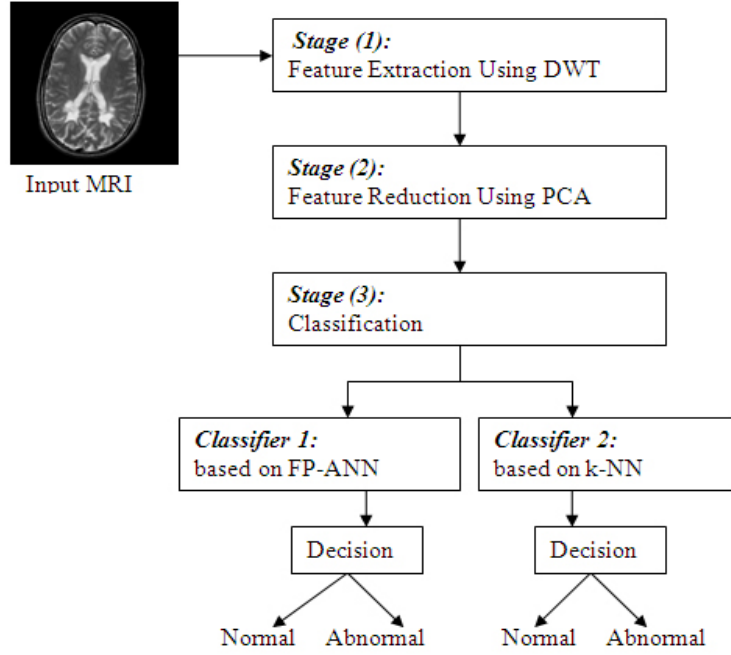 Stage (1):
Feature Extraction Using DWT
Input MRI
Stage (2):
Feature Reduction Using PCA
Stage (3):
Classification
Classifier 1:
based on FP-ANN
Classifier 2:
based on k-NN
Decision
Decision
Normal
Abnormal
Normal
Abnormal